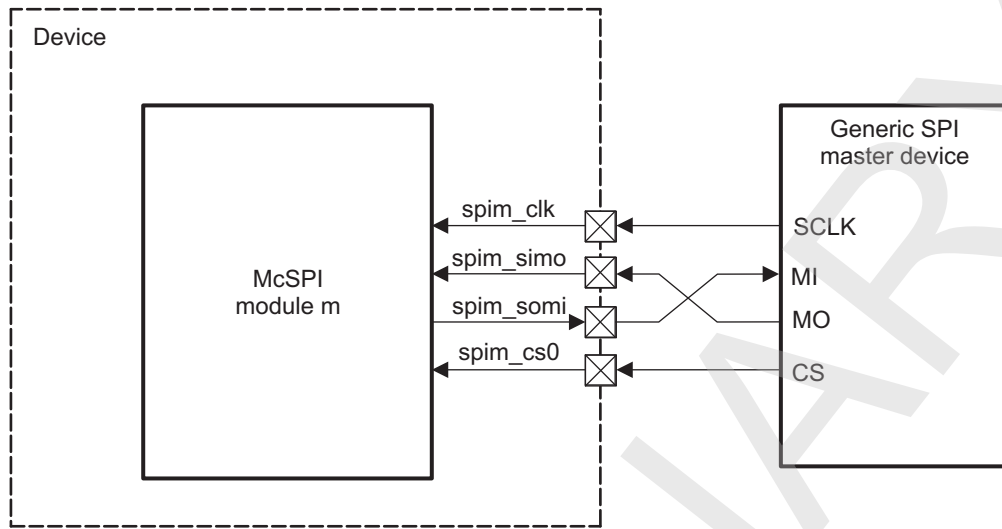 Device
Generic SPI
master device
spim_clk
SCLK
spim_simo
MI
McSPI
module m
spim_somi
MO
spim_cs0
CS